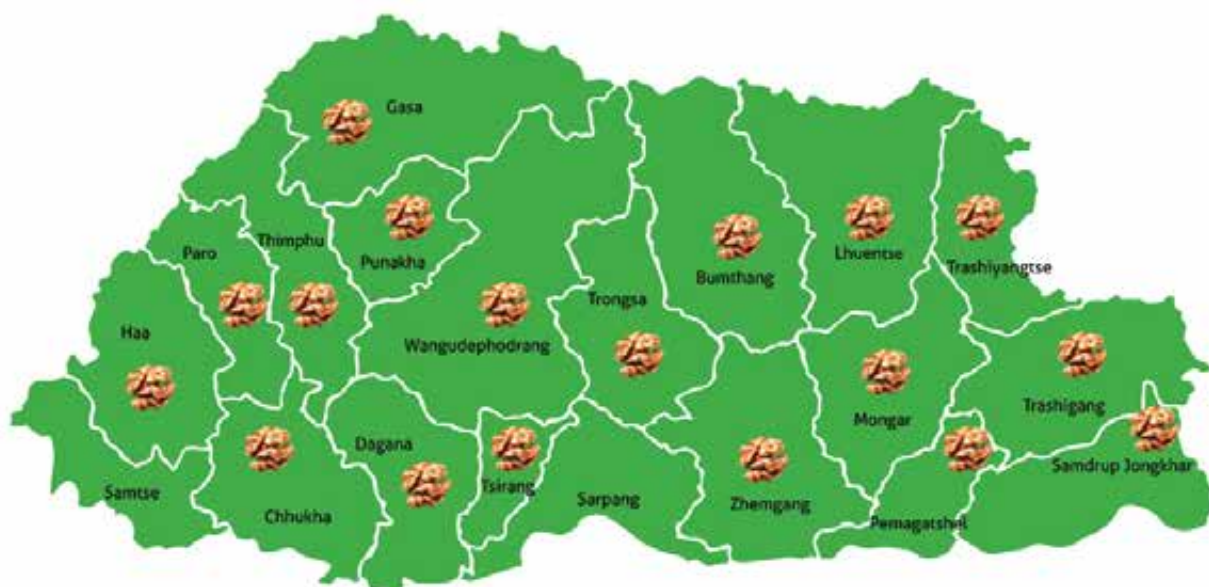 Gasa
Thimphu
Paro
Punakha
Haa
Wangudephodrang
Trongsa
Bumthang
Lhuentse
Trashiyangtse
Mongar
Trashigang
Samdrup Jongkhar
Pemagatshel
Zhemgang
Sarpang
Tsirang
Dagana
Chhukha
Samtse